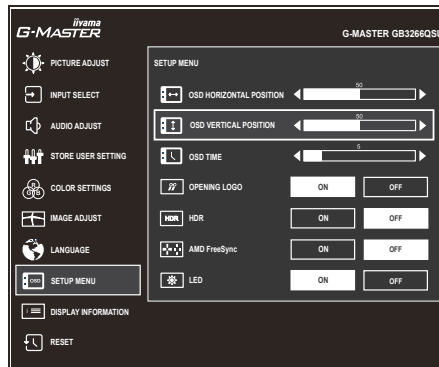 iiyama
G-MASTER
G-MASTER GB3266QSU
PICTURE ADJUST
INPUT SELECT
AUDIO ADJUST
STORE USER SETTING
COLOR SETTINGS
IMAGE ADJUST
LANGUAGE
OSD SETUP MENU
DISPLAY INFORMATION
RESET
SETUP MENU
OSD HORIZONTAL POSITION 50
OSD VERTICAL POSITION 50
OSD TIME 5
OPENING LOGO ON OFF
HDR HDR ON OFF
AMD FreeSync ON OFF
LED ON OFF